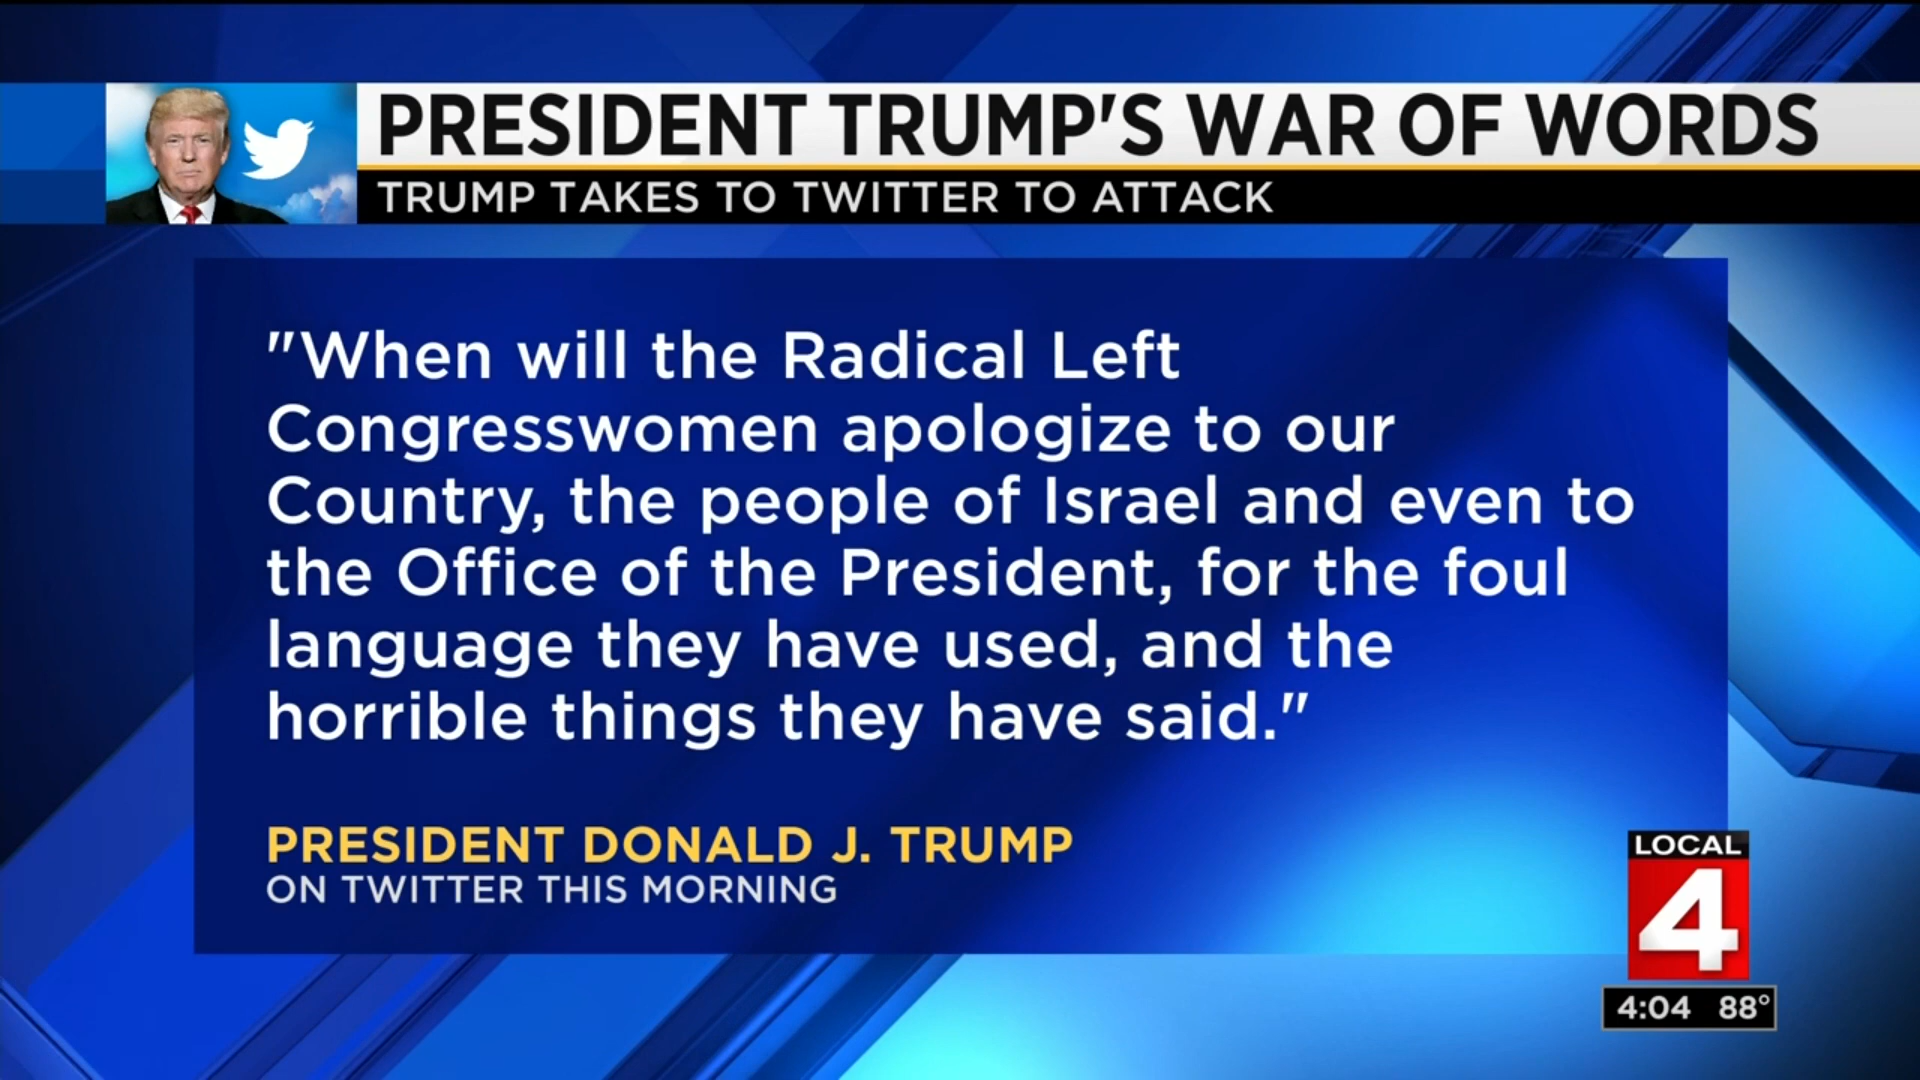 PRESIDENT TRUMP'S WAR OF WORDS
TRUMP TAKES TO TWITTER TO ATTACK
"When will the Radical Left
Congresswomen apologize to our
Country, the people of Israel and even to
the Office of the President, for the foul
language they have used, and the
horrible things they have said."
PRESIDENT DONALD J. TRUMP
ON TWITTER THIS MORNING
LOCAL
4
4:04 88°